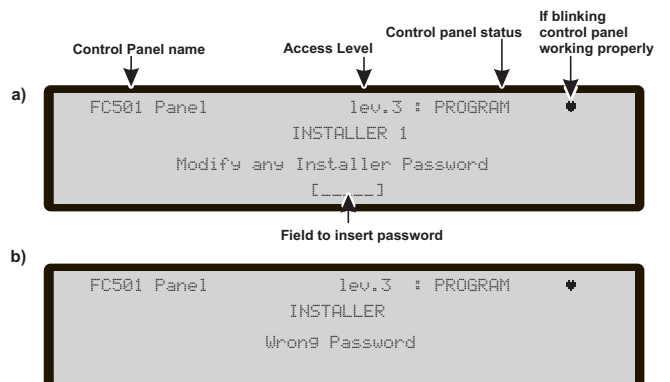 If blinking
control panel
working properly
Control panel status
Control Panel name
Access Level
a)
FC501 Panel lev.3 : PROGRAM
INSTALLER 1
Modify any Installer Password
[_____]
Field to insert password
b)
FC501 Panel lev.3 : PROGRAM
INSTALLER
Wrong Password